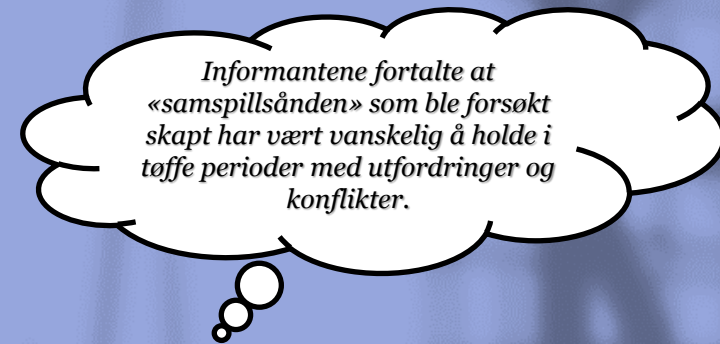 Informantene fortalte at
«samspillsånden» som ble forsøkt
skapt har vært vanskelig å holde i
tøffe perioder med utfordringer og
konflikter.